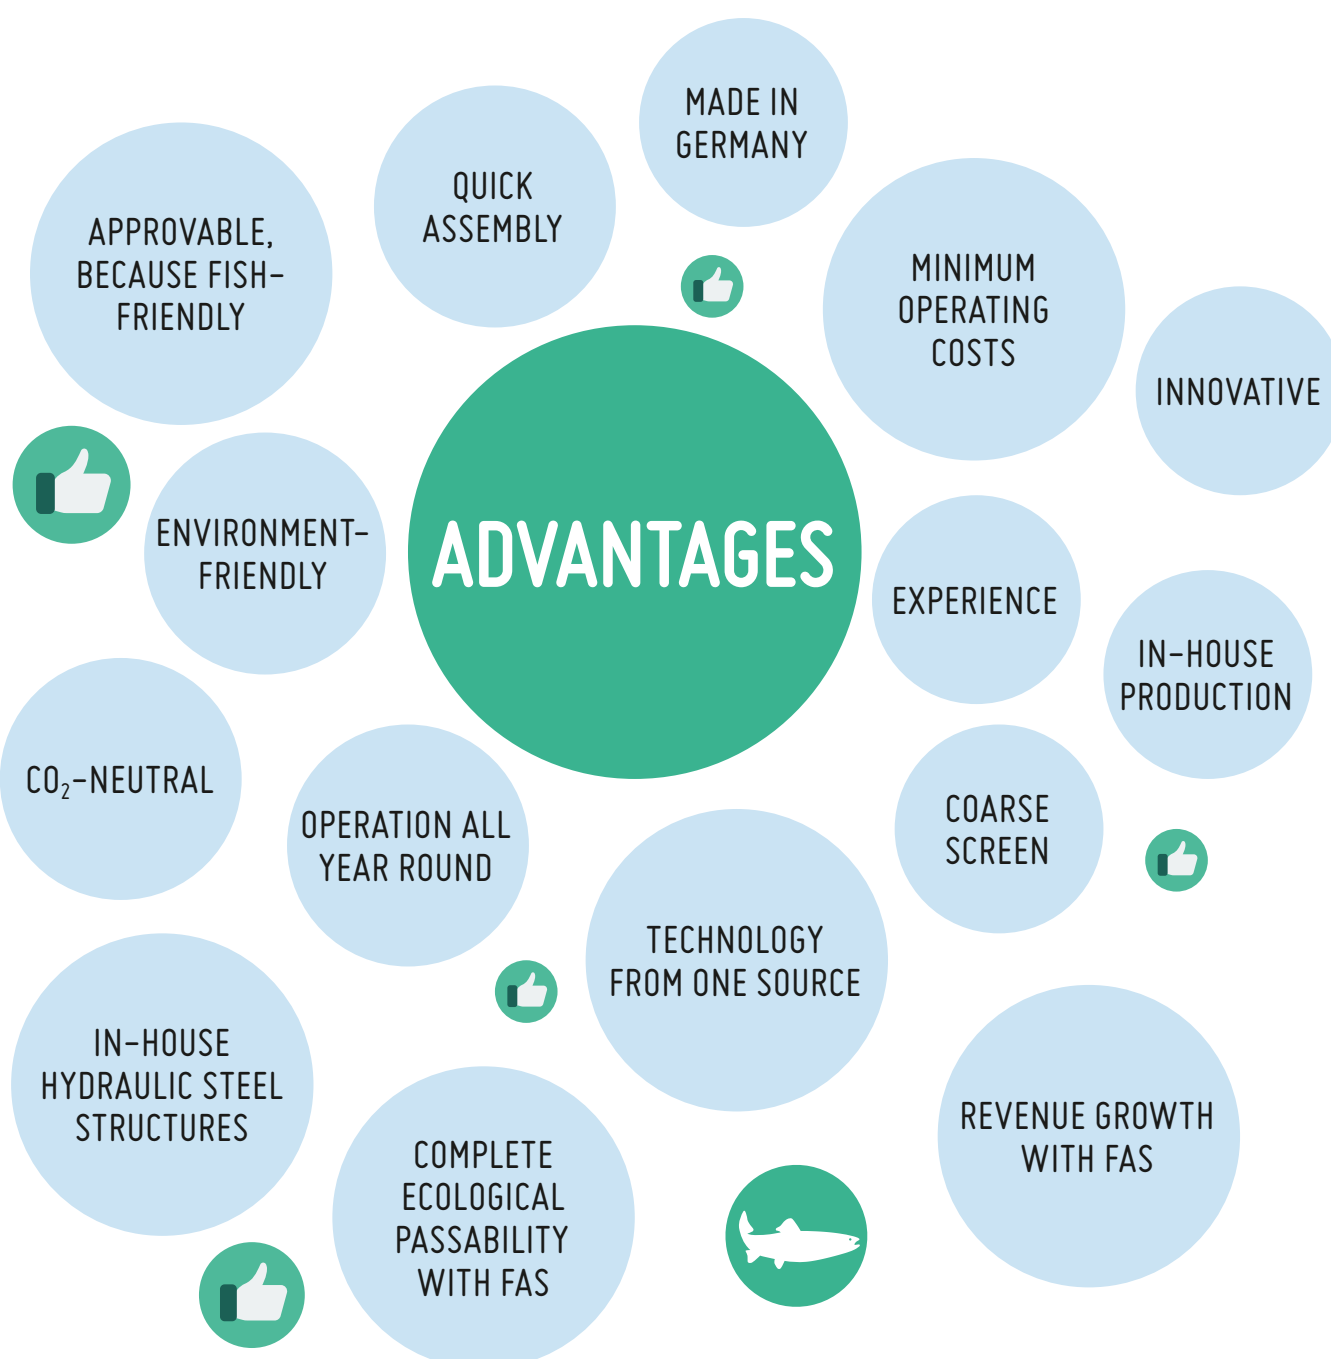 MADE IN
GERMANY
QUICK
ASSEMBLY
APPROVABLE,
BECAUSE FISH-
FRIENDLY
MINIMUM
OPERATING
COSTS
INNOVATIVE
ADVANTAGES
ENVIRONMENT-
FRIENDLY
EXPERIENCE
IN-HOUSE
PRODUCTION
CO₂-NEUTRAL
OPERATION ALL
YEAR ROUND
COARSE
SCREEN
TECHNOLOGY
FROM ONE SOURCE
IN-HOUSE
HYDRAULIC STEEL
STRUCTURES
COMPLETE
ECOLOGICAL
PASSABILITY
WITH FAS
REVENUE GROWTH
WITH FAS